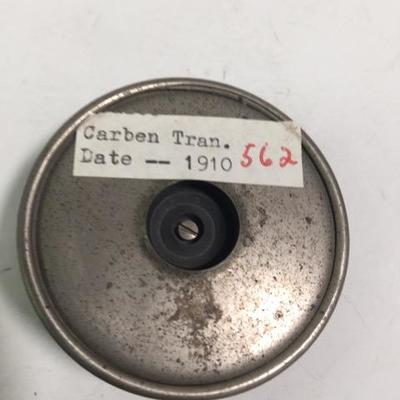 Carben Tran.
Date -- 1910 562